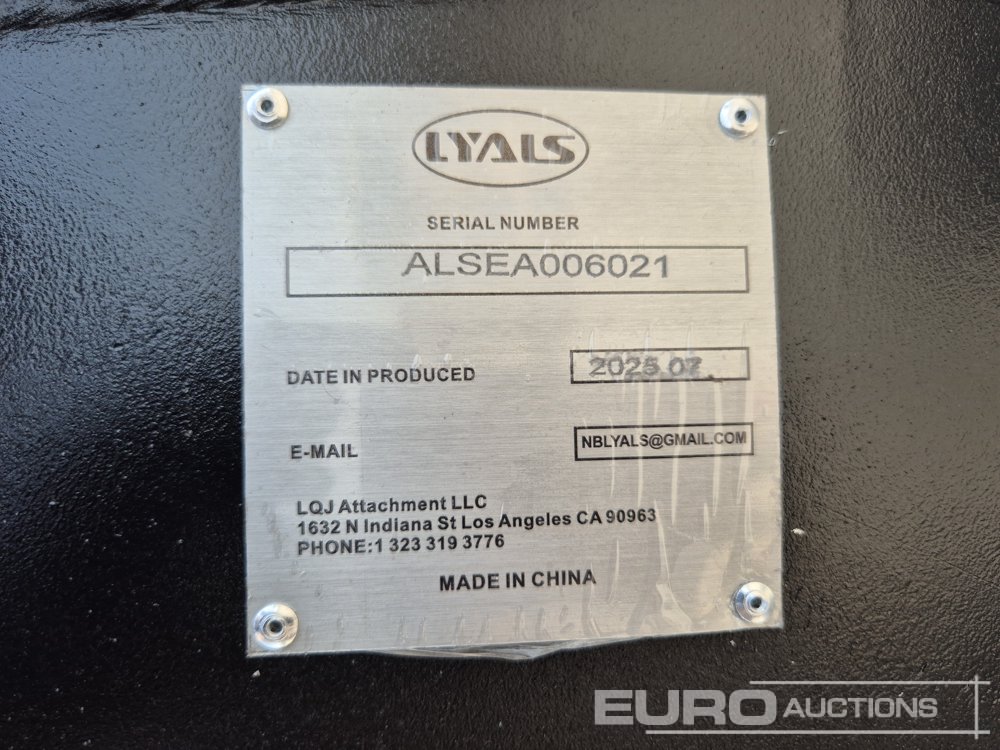 LYALS
SERIAL NUMBER
ALSEA006021
DATE IN PRODUCED 2025.07.
E-MAIL NBLYALS@GMAIL.COM
LQJ Attachment LLC
1632 N Indiana St Los Angeles CA 90963
PHONE:1 323 319 3776
MADE IN CHINA
EURO AUCTIONS